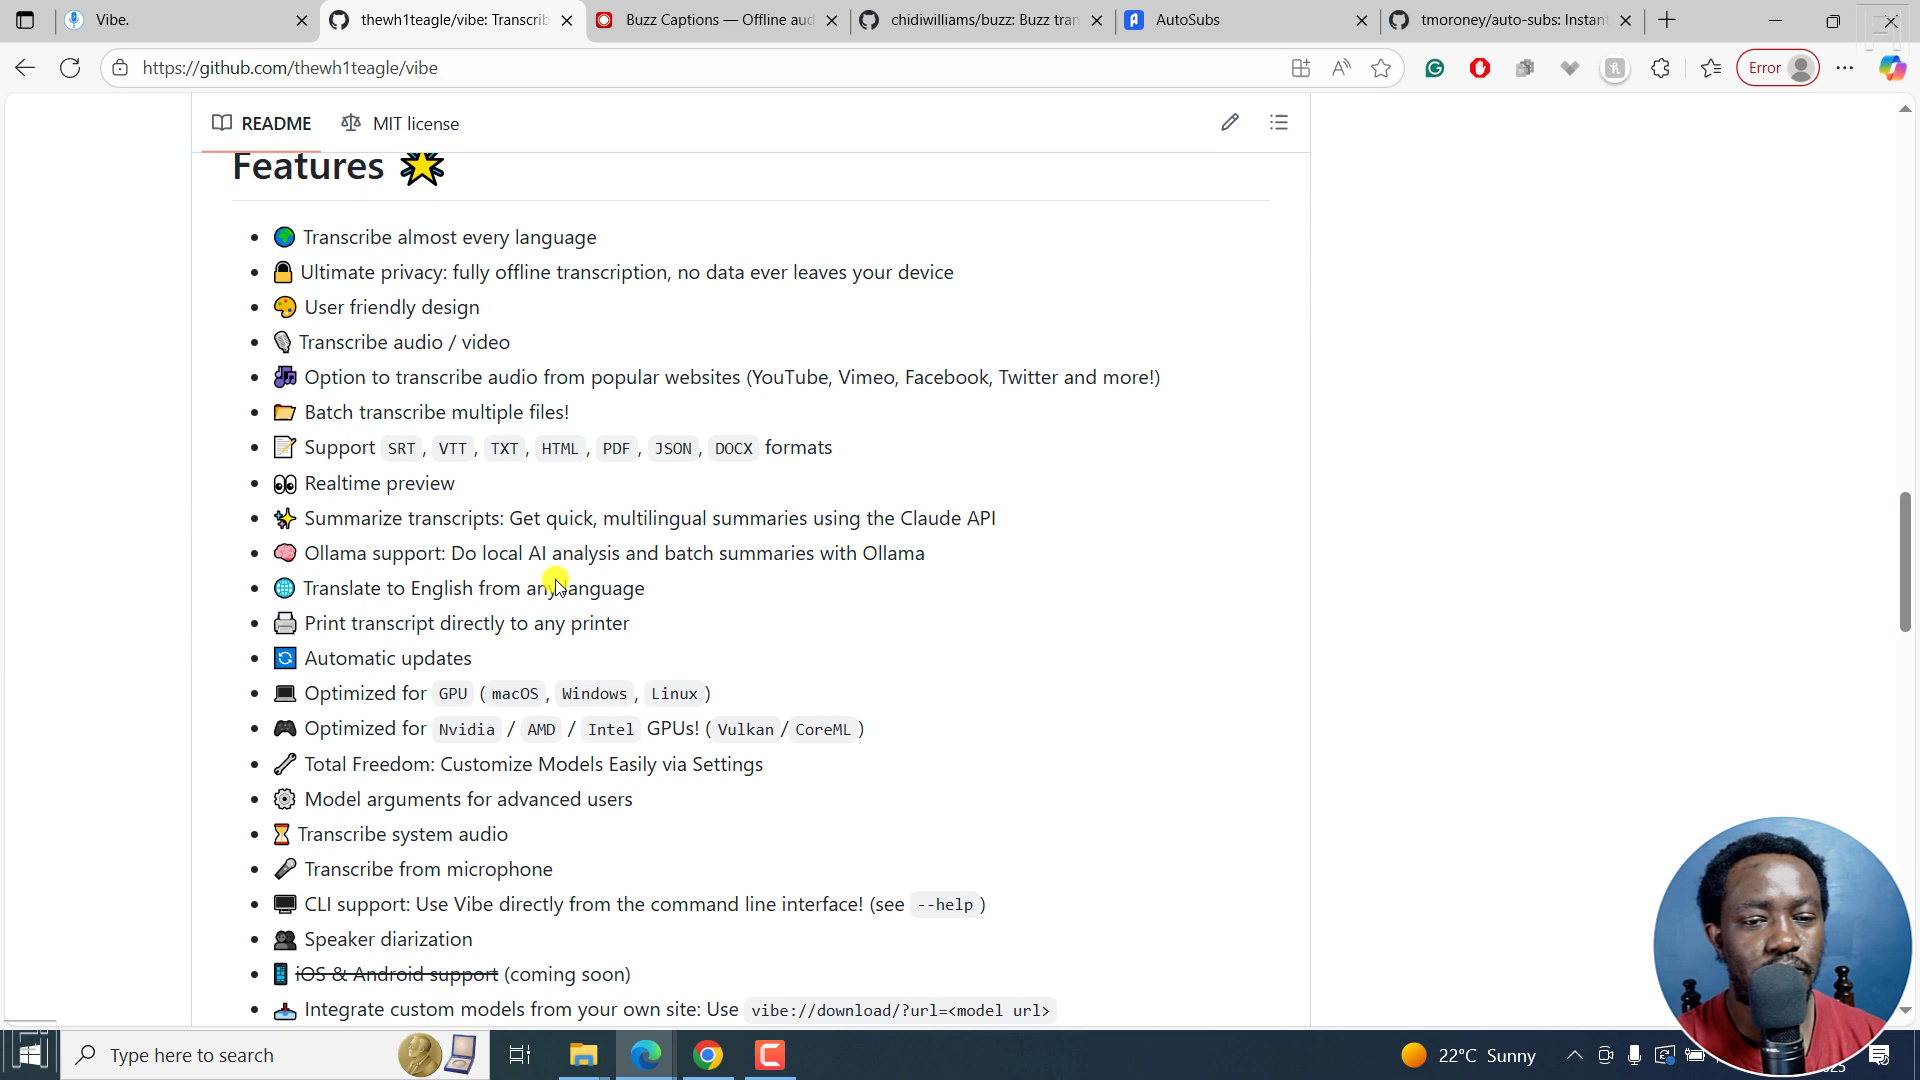 Vibe.
thewh1teagle/vibe: Transcrib
Buzz Captions — Offline aud
chidiwilliams/buzz: Buzz tran
AutoSubs
tmoroney/auto-subs: Instant
https://github.com/thewh1teagle/vibe
Error
README
MIT license
Features
Transcribe almost every language
Ultimate privacy: fully offline transcription, no data ever leaves your device
User friendly design
Transcribe audio / video
Option to transcribe audio from popular websites (YouTube, Vimeo, Facebook, Twitter and more!)
Batch transcribe multiple files!
Support SRT, VTT, TXT, HTML, PDF, JSON, DOCX formats
Realtime preview
Summarize transcripts: Get quick, multilingual summaries using the Claude API
Ollama support: Do local AI analysis and batch summaries with Ollama
Translate to English from any language
Print transcript directly to any printer
Automatic updates
Optimized for GPU (macOS, Windows, Linux)
Optimized for Nvidia / AMD / Intel GPUs! (Vulkan/CoreML)
Total Freedom: Customize Models Easily via Settings
Model arguments for advanced users
Transcribe system audio
Transcribe from microphone
CLI support: Use Vibe directly from the command line interface! (see --help)
Speaker diarization
iOS & Android support (coming soon)
Integrate custom models from your own site: Use vibe://download/?url=<model url>
Type here to search
22°C Sunny